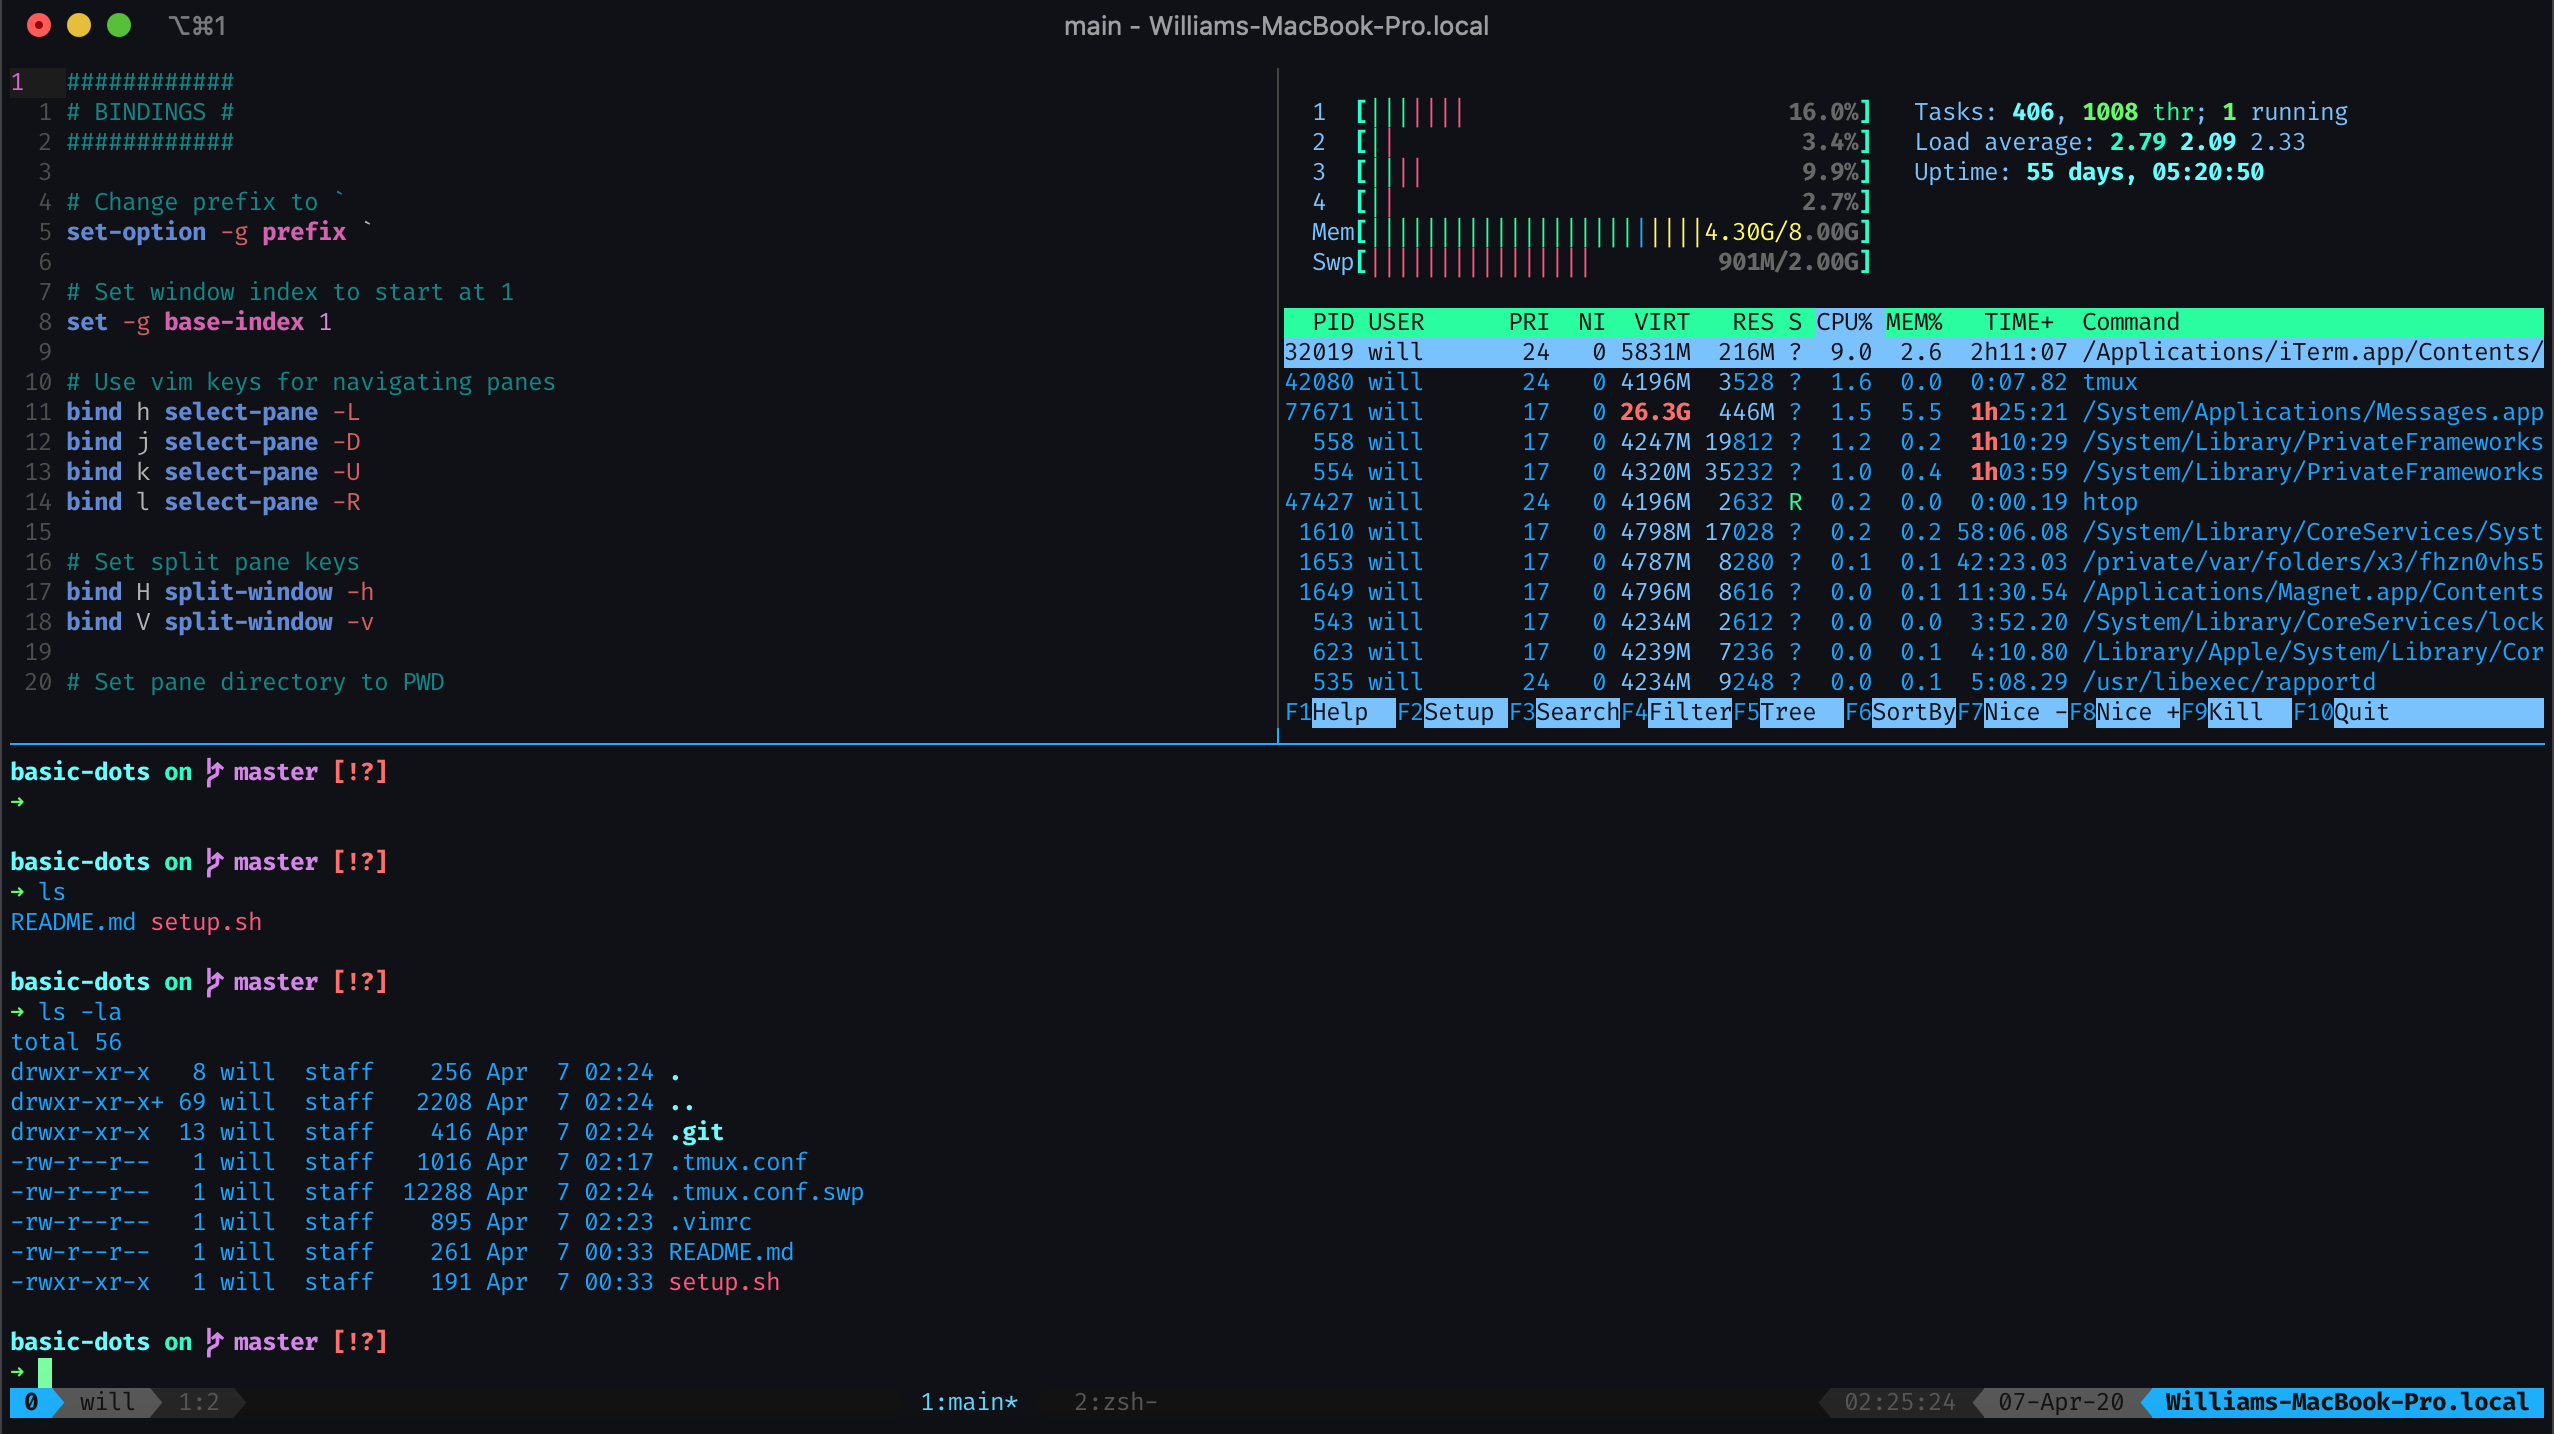 ⌥⌘1
main - Williams-MacBook-Pro.local
1 ############
1 # BINDINGS #
2 ############
3
4 # Change prefix to `
5 set-option -g prefix `
6
7 # Set window index to start at 1
8 set -g base-index 1
9
10 # Use vim keys for navigating panes
11 bind h select-pane -L
12 bind j select-pane -D
13 bind k select-pane -U
14 bind l select-pane -R
15
16 # Set split pane keys
17 bind H split-window -h
18 bind V split-window -v
19
20 # Set pane directory to PWD
1 [||||||| 16.0%]
2 [|| 3.4%]
3 [|||| 9.9%]
4 [|| 2.7%]
Mem[||||||||||||||||||||||||4.30G/8.00G]
Swp[|||||||||||||||| 901M/2.00G]
Tasks: 406, 1008 thr; 1 running
Load average: 2.79 2.09 2.33
Uptime: 55 days, 05:20:50
PID USER PRI NI VIRT RES S CPU% MEM% TIME+ Command
32019 will 24 0 5831M 216M ? 9.0 2.6 2h11:07 /Applications/iTerm.app/Contents/
42080 will 24 0 4196M 3528 ? 1.6 0.0 0:07.82 tmux
77671 will 17 0 26.3G 446M ? 1.5 5.5 1h25:21 /System/Applications/Messages.app
558 will 17 0 4247M 19812 ? 1.2 0.2 1h10:29 /System/Library/PrivateFrameworks
554 will 17 0 4320M 35232 ? 1.0 0.4 1h03:59 /System/Library/PrivateFrameworks
47427 will 24 0 4196M 2632 R 0.2 0.0 0:00.19 htop
1610 will 17 0 4798M 17028 ? 0.2 0.2 58:06.08 /System/Library/CoreServices/Syst
1653 will 17 0 4787M 8280 ? 0.1 0.1 42:23.03 /private/var/folders/x3/fhzn0vhs5
1649 will 17 0 4796M 8616 ? 0.0 0.1 11:30.54 /Applications/Magnet.app/Contents
543 will 17 0 4234M 2612 ? 0.0 0.0 3:52.20 /System/Library/CoreServices/lock
623 will 17 0 4239M 7236 ? 0.0 0.1 4:10.80 /Library/Apple/System/Library/Cor
535 will 24 0 4234M 9248 ? 0.0 0.1 5:08.29 /usr/libexec/rapportd
F1Help F2Setup F3SearchF4FilterF5Tree F6SortByF7Nice -F8Nice +F9Kill F10Quit
basic-dots on master [!?]
➜
basic-dots on master [!?]
➜ ls
README.md setup.sh
basic-dots on master [!?]
➜ ls -la
total 56
drwxr-xr-x 8 will staff 256 Apr 7 02:24 .
drwxr-xr-x+ 69 will staff 2208 Apr 7 02:24 ..
drwxr-xr-x 13 will staff 416 Apr 7 02:24 .git
-rw-r--r-- 1 will staff 1016 Apr 7 02:17 .tmux.conf
-rw-r--r-- 1 will staff 12288 Apr 7 02:24 .tmux.conf.swp
-rw-r--r-- 1 will staff 895 Apr 7 02:23 .vimrc
-rw-r--r-- 1 will staff 261 Apr 7 00:33 README.md
-rwxr-xr-x 1 will staff 191 Apr 7 00:33 setup.sh
basic-dots on master [!?]
➜
0 will 1:2 1:main* 2:zsh- 02:25:24 07-Apr-20 Williams-MacBook-Pro.local